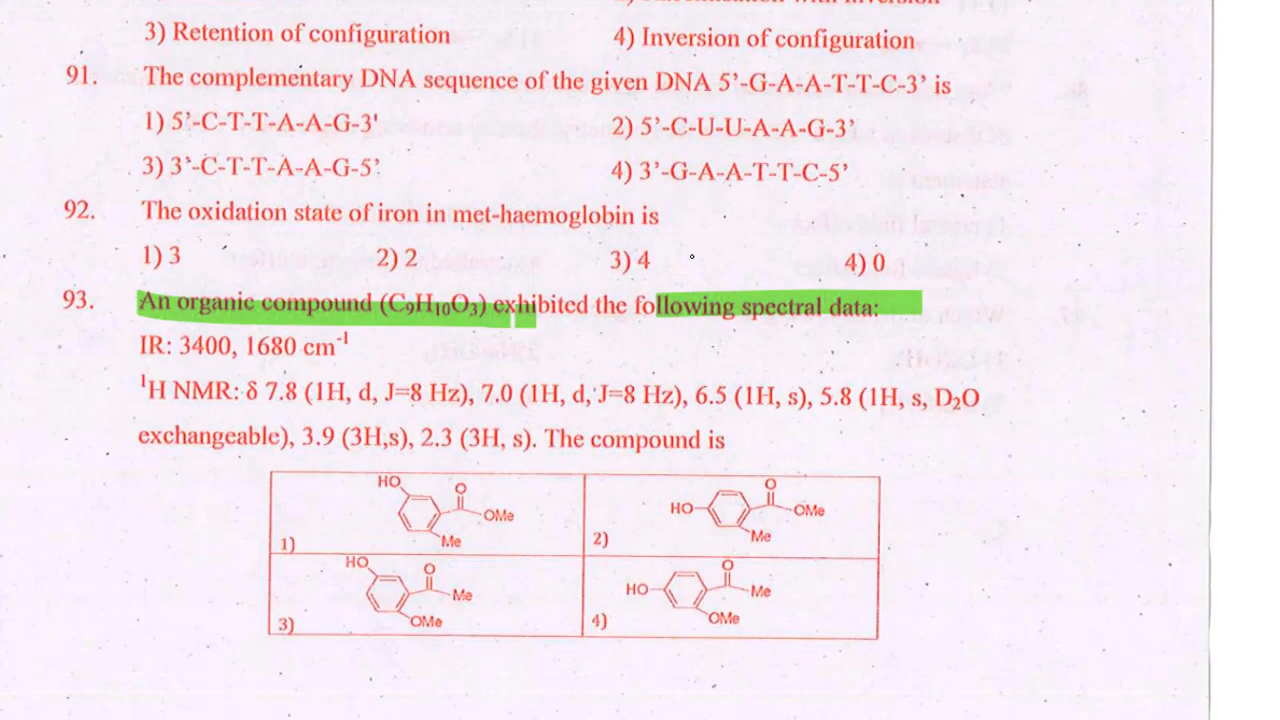 3) Retention of configuration 4) Inversion of configuration
91. The complementary DNA sequence of the given DNA 5’-G-A-A-T-T-C-3’ is
1) 5’-C-T-T-A-A-G-3' 2) 5’-C-U-U-A-A-G-3’
3) 3’-C-T-T-A-A-G-5’ 4) 3’-G-A-A-T-T-C-5’
92. The oxidation state of iron in met-haemoglobin is
1) 3 2) 2 3) 4 4) 0
93. An organic compound (C₉H₁₀O₃) exhibited the following spectral data:
IR: 3400, 1680 cm⁻¹
¹H NMR: δ 7.8 (1H, d, J=8 Hz), 7.0 (1H, d, J=8 Hz), 6.5 (1H, s), 5.8 (1H, s, D₂O
exchangeable), 3.9 (3H,s), 2.3 (3H, s). The compound is
1) HO O OMe Me 2) HO O OMe Me
3) HO O Me OMe 4) HO O Me OMe